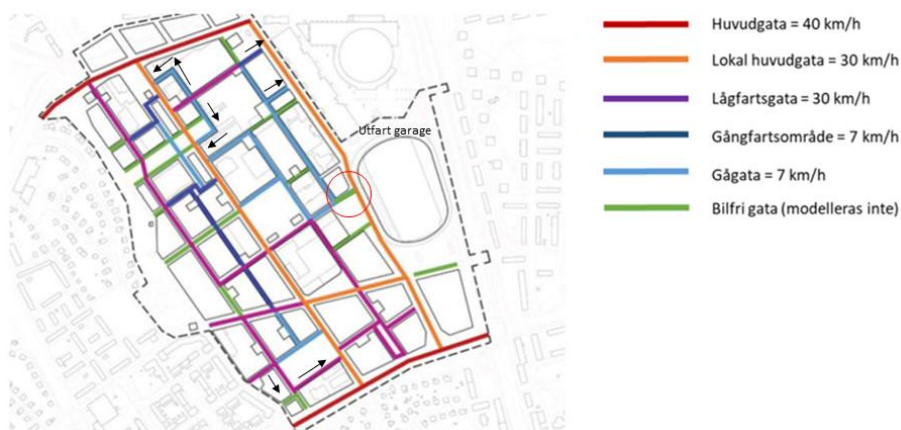 Huvudgata = 40 km/h
Lokal huvudgata = 30 km/h
Lågfartsgata = 30 km/h
Utfart garage
Gångfartsområde = 7 km/h
Gågata = 7 km/h
Bilfri gata (modelleras inte)